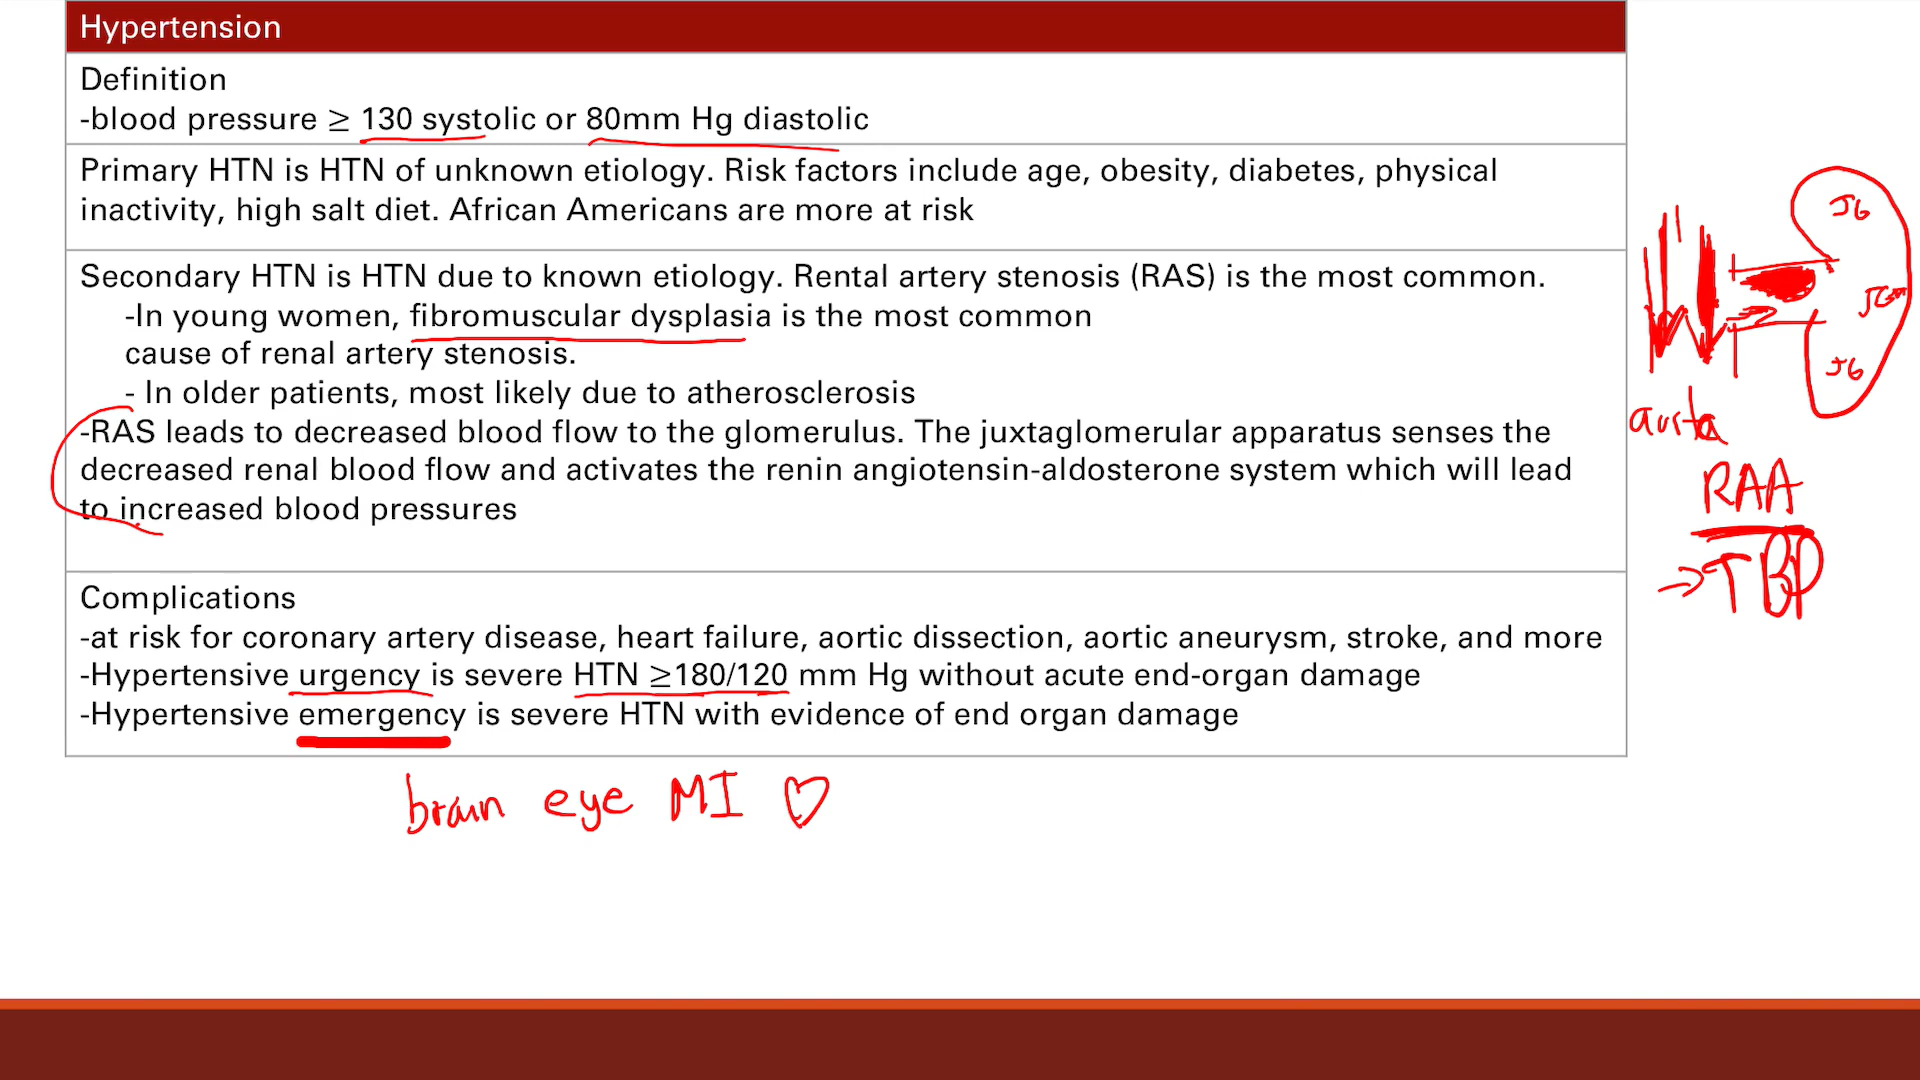 Hypertension
Definition
-blood pressure ≥ 130 systolic or 80mm Hg diastolic
Primary HTN is HTN of unknown etiology. Risk factors include age, obesity, diabetes, physical
inactivity, high salt diet. African Americans are more at risk
Secondary HTN is HTN due to known etiology. Rental artery stenosis (RAS) is the most common.
-In young women, fibromuscular dysplasia is the most common
cause of renal artery stenosis.
- In older patients, most likely due to atherosclerosis
-RAS leads to decreased blood flow to the glomerulus. The juxtaglomerular apparatus senses the
decreased renal blood flow and activates the renin angiotensin-aldosterone system which will lead
to increased blood pressures
Complications
-at risk for coronary artery disease, heart failure, aortic dissection, aortic aneurysm, stroke, and more
-Hypertensive urgency is severe HTN ≥180/120 mm Hg without acute end-organ damage
-Hypertensive emergency is severe HTN with evidence of end organ damage
brain eye MI
JG
JG
JG
aorta
RAA
BP